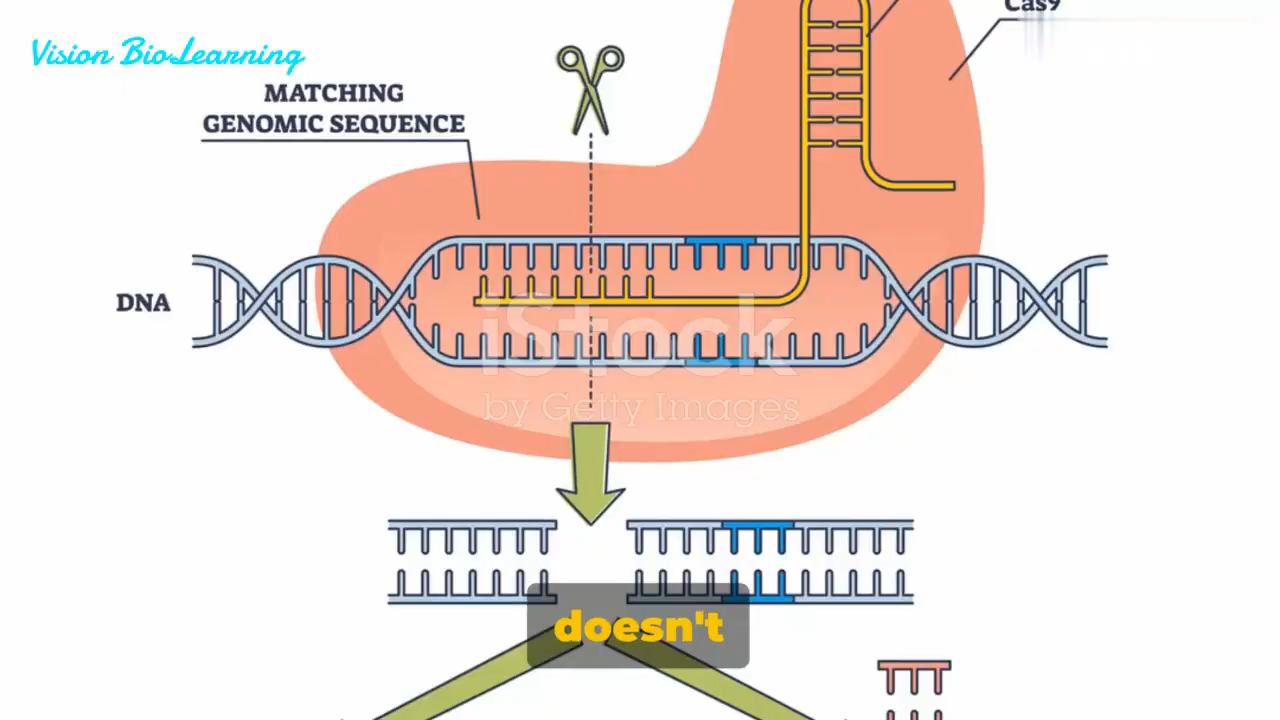 Cas9
Vision BioLearning
MATCHING
GENOMIC SEQUENCE
DNA
iStock
by Getty Images
doesn't